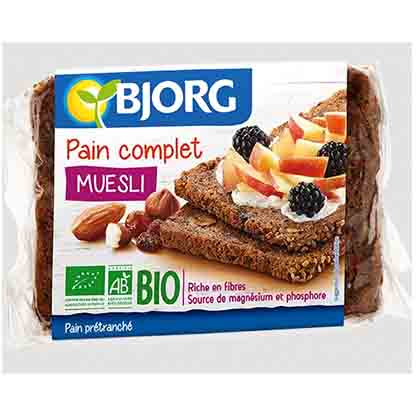 BJORG
Pain complet
MUESLI
AB
BIO
Riche en fibres
Source de magnésium et phosphore
Pain prétranché